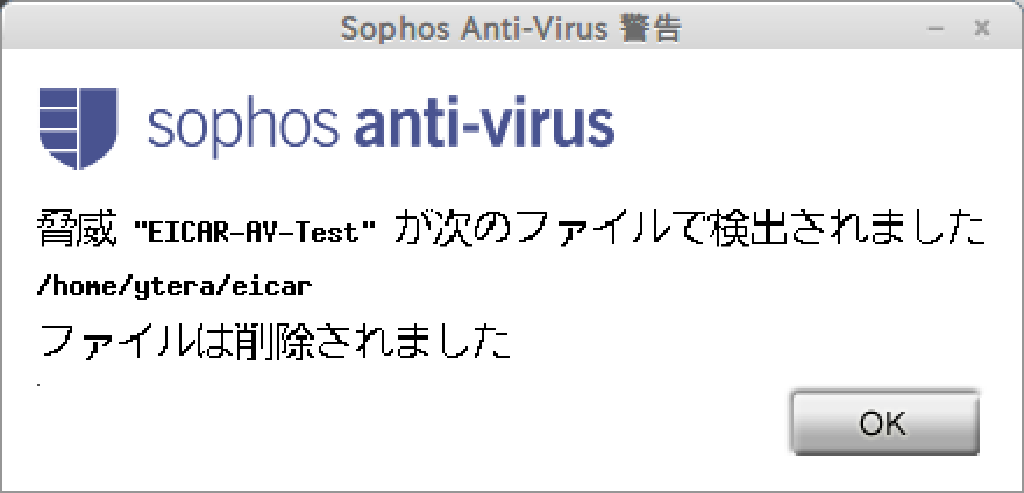 Sophos Anti-Virus 警告
sophos anti-virus
脅威 "EICAR-AV-Test" が次のファイルで検出されました
/home/ytera/eicar
ファイルは削除されました
.
OK